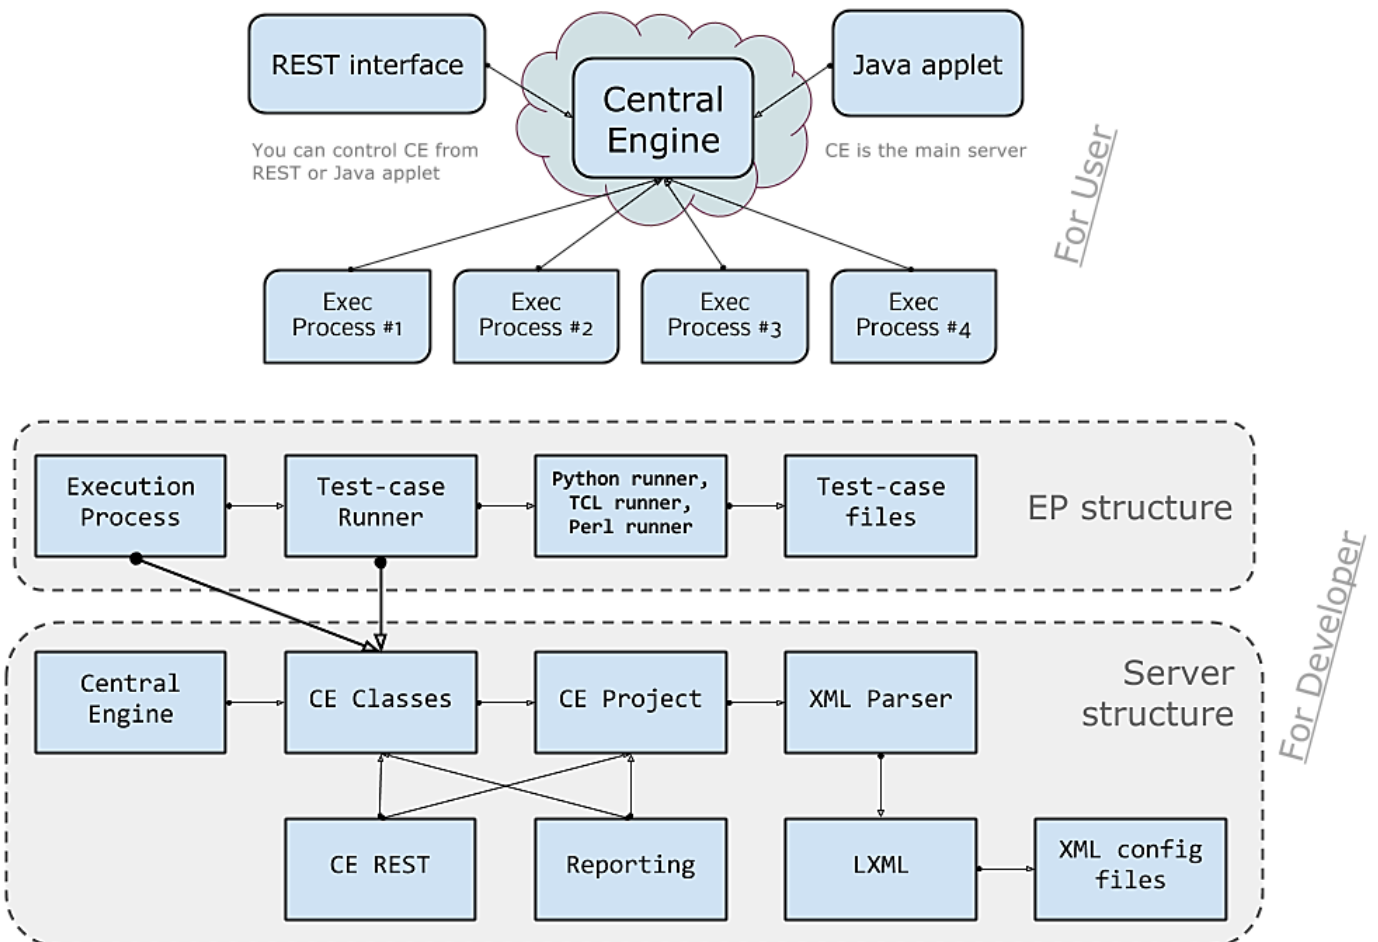 REST interface
Central
Engine
Java applet
You can control CE from
REST or Java applet
CE is the main server
For User
Exec
Process #1
Exec
Process #2
Exec
Process #3
Exec
Process #4
Execution
Process
Test-case
Runner
Python runner,
TCL runner,
Perl runner
Test-case
files
EP structure
For Developer
Central
Engine
CE Classes
CE Project
XML Parser
Server
structure
CE REST
Reporting
LXML
XML config
files